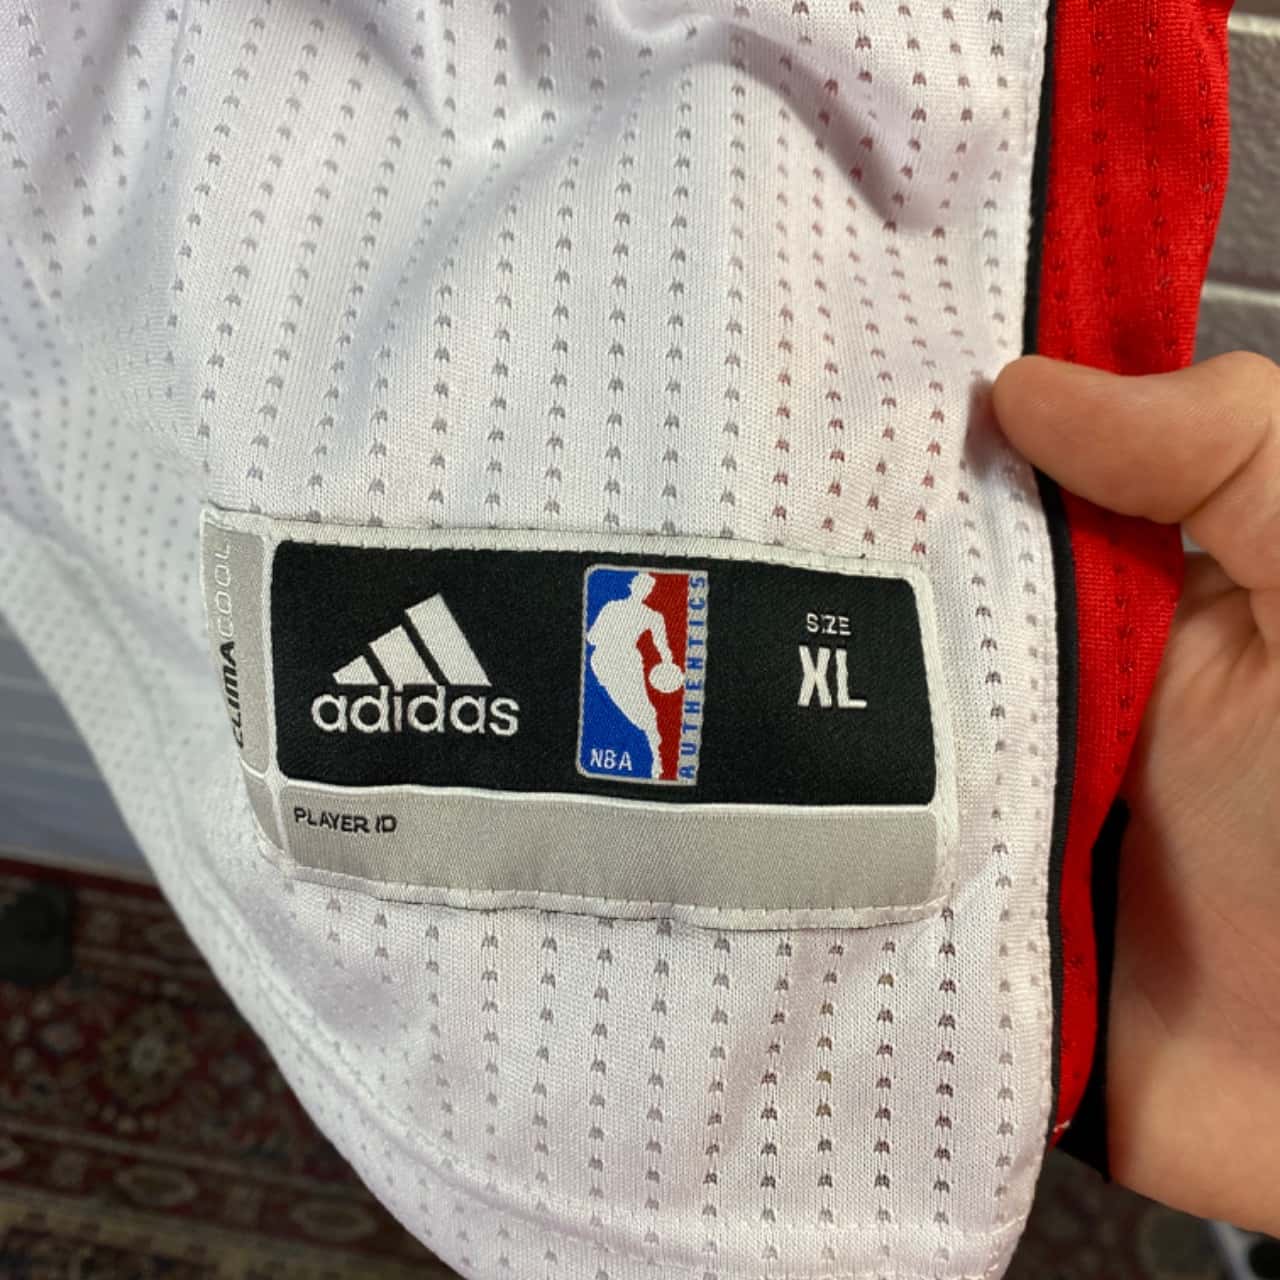 CLIMACOOL
adidas
NBA
AUTHENTICS
SIZE
XL
PLAYER ID